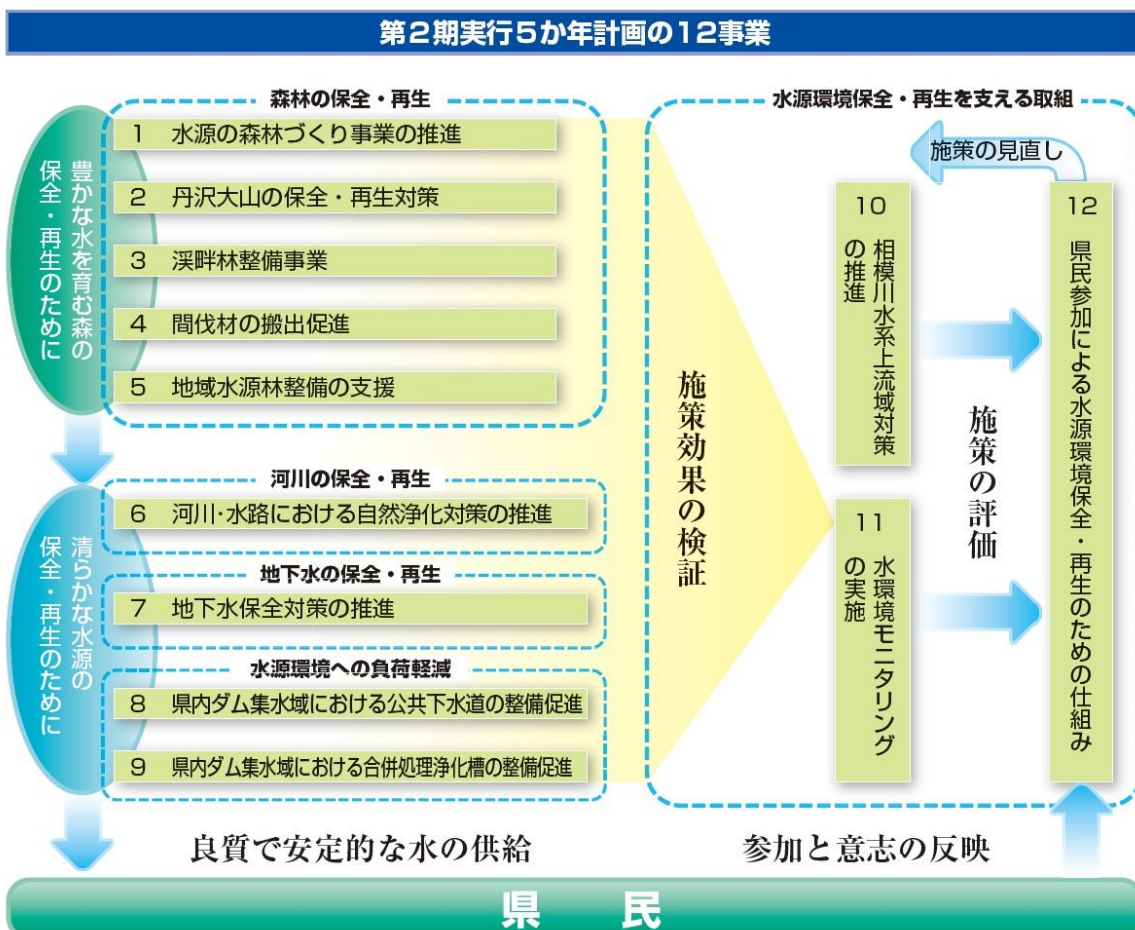 第2期実行5か年計画の12事業
豊かな水を育む森の
保全・再生のために
森林の保全・再生
1 水源の森林づくり事業の推進
2 丹沢大山の保全・再生対策
3 渓畔林整備事業
4 間伐材の搬出促進
5 地域水源林整備の支援
清らかな水源の
保全・再生のために
河川の保全・再生
6 河川・水路における自然浄化対策の推進
地下水の保全・再生
7 地下水保全対策の推進
水源環境への負荷軽減
8 県内ダム集水域における公共下水道の整備促進
9 県内ダム集水域における合併処理浄化槽の整備促進
施策効果の検証
水源環境保全・再生を支える取組
施策の見直し
10 相模川水系上流域対策
の推進
11 水環境モニタリング
の実施
施策の評価
12 県民参加による水源環境保全・再生のための仕組み
良質で安定的な水の供給
参加と意志の反映
県 民